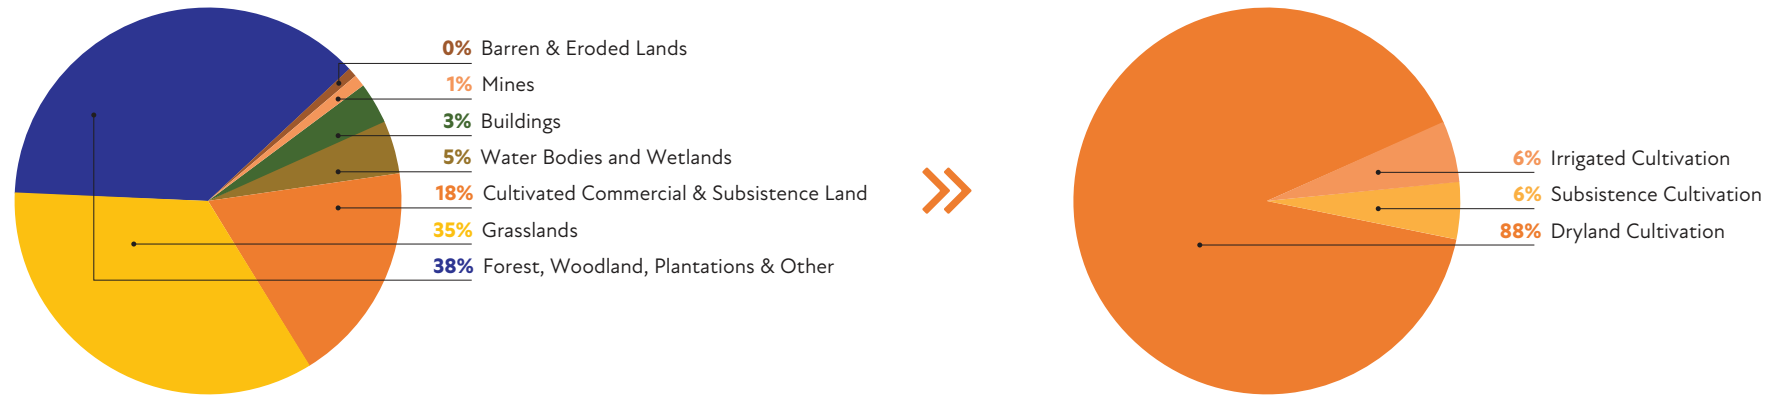 0% Barren & Eroded Lands
1% Mines
3% Buildings
5% Water Bodies and Wetlands
18% Cultivated Commercial & Subsistence Land
35% Grasslands
38% Forest, Woodland, Plantations & Other
6% Irrigated Cultivation
6% Subsistence Cultivation
88% Dryland Cultivation